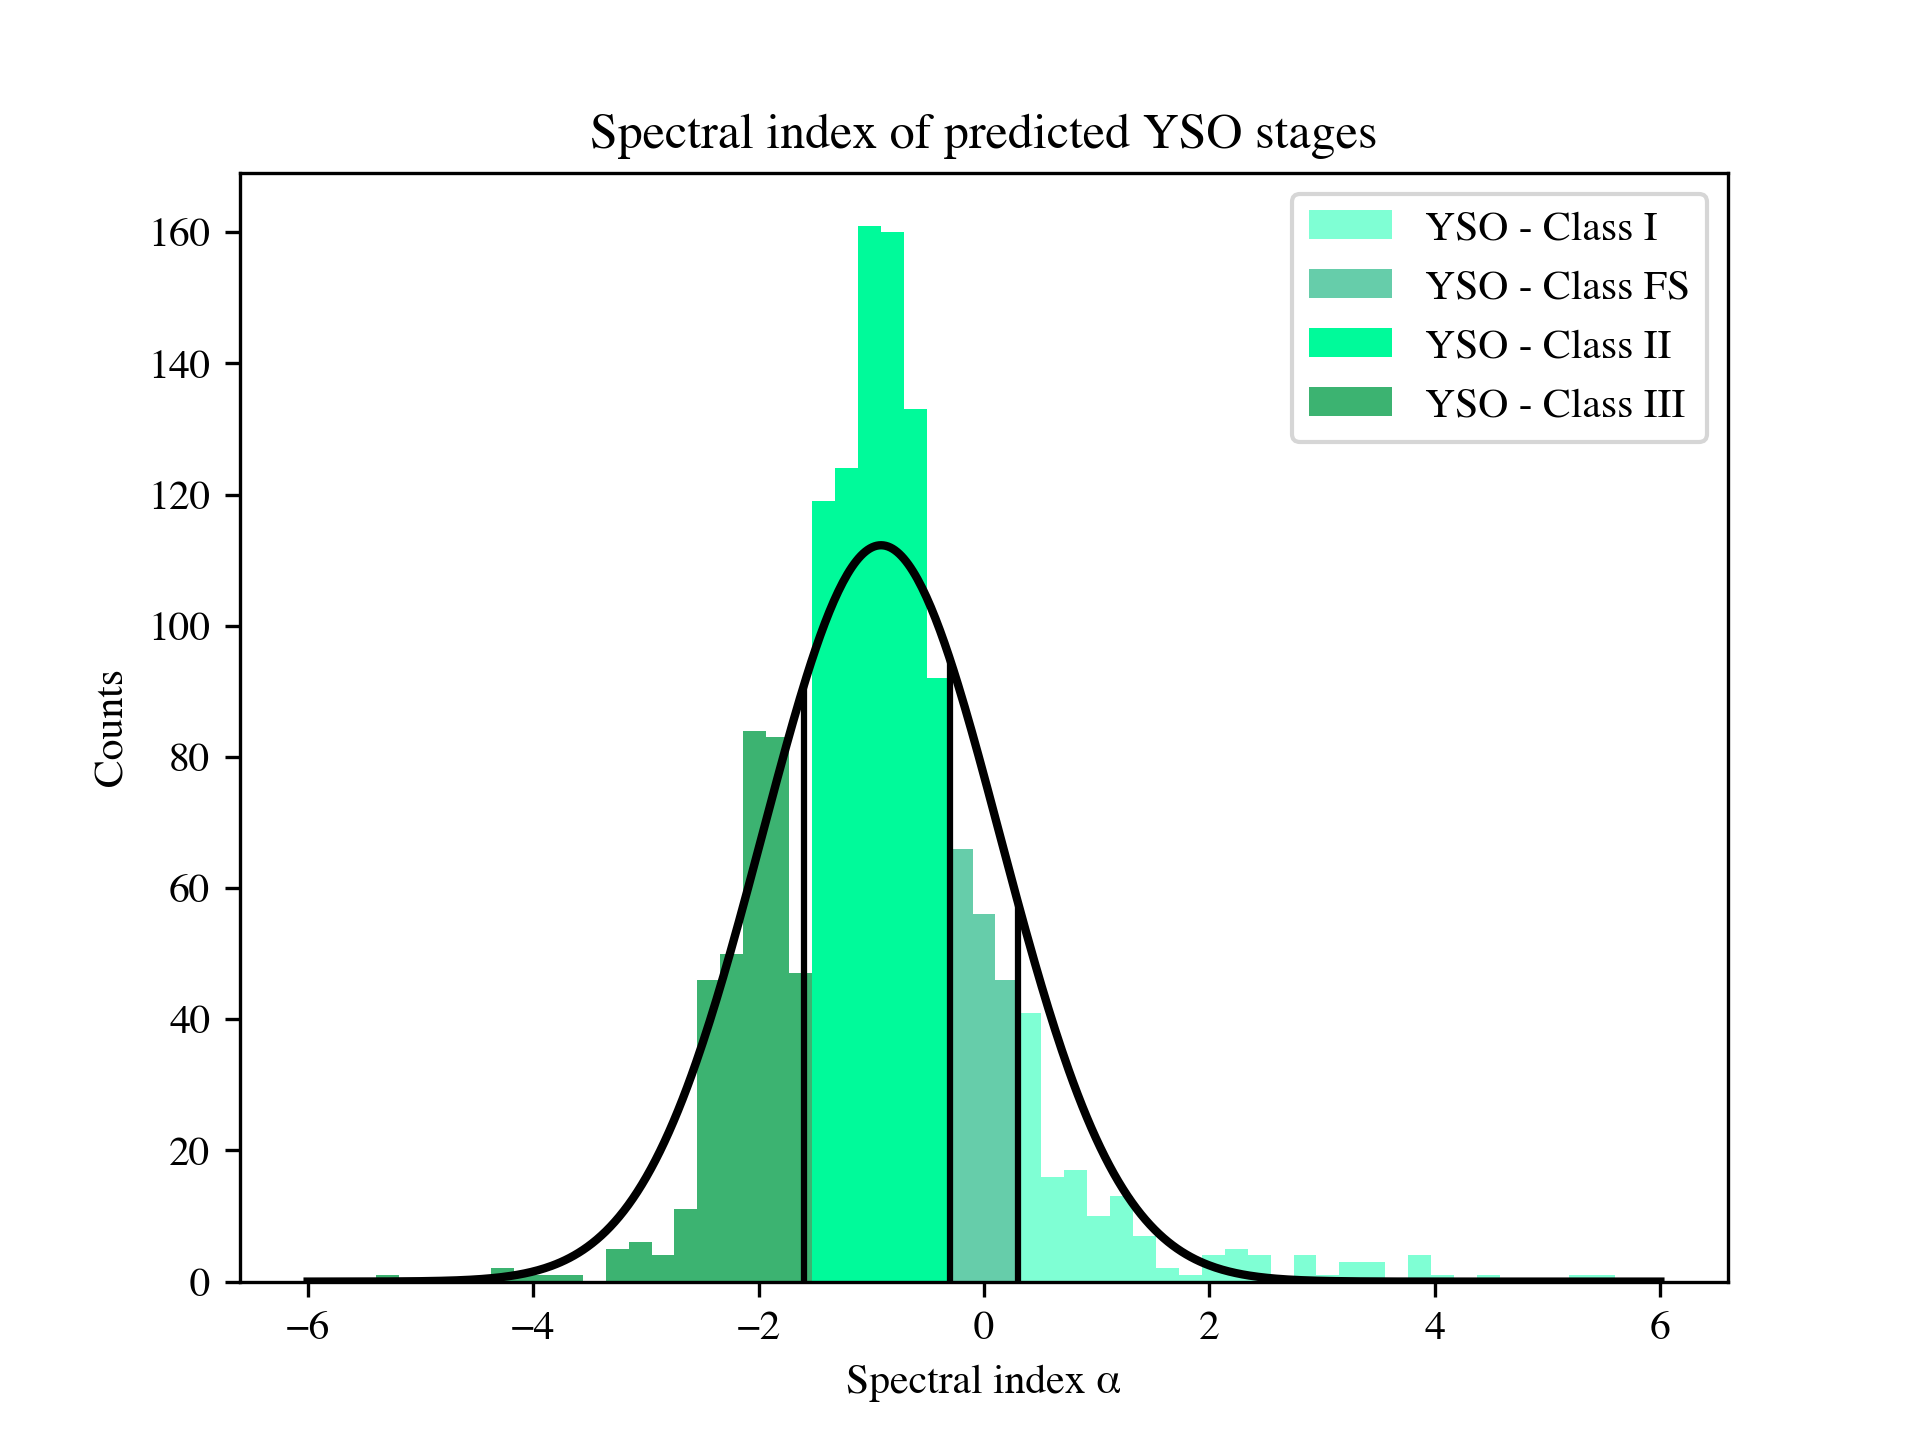 Spectral index of predicted YSO stages
YSO - Class I
YSO - Class FS
YSO - Class II
YSO - Class III
160
140
120
100
80
60
40
20
0
Counts
−6 −4 −2 0 2 4 6
Spectral index α